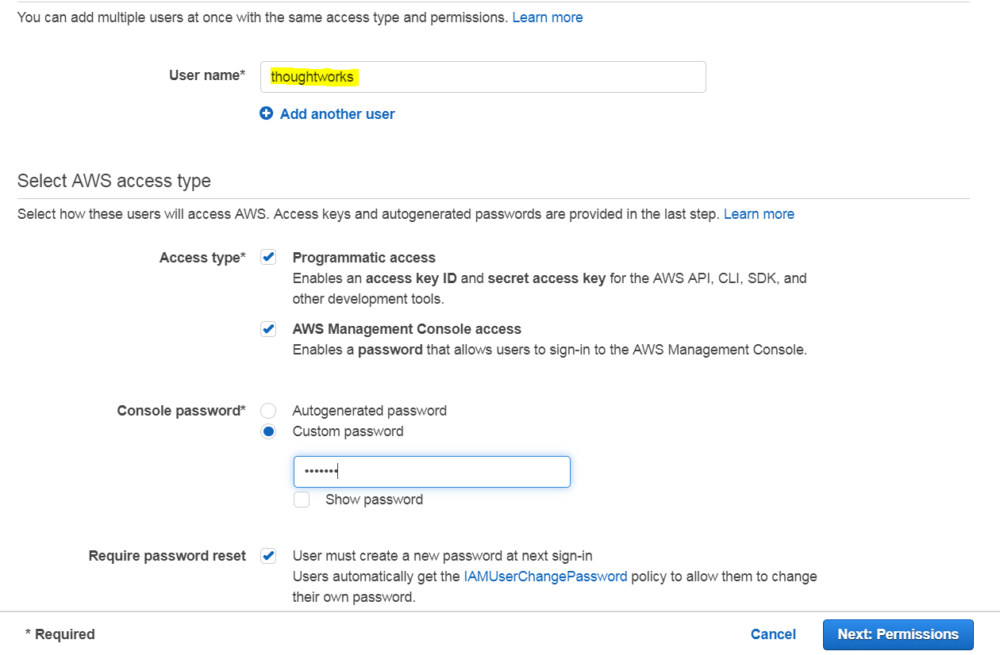 You can add multiple users at once with the same access type and permissions. Learn more
User name* thoughtworks
Add another user
Select AWS access type
Select how these users will access AWS. Access keys and autogenerated passwords are provided in the last step. Learn more
Access type* Programmatic access
Enables an access key ID and secret access key for the AWS API, CLI, SDK, and
other development tools.
AWS Management Console access
Enables a password that allows users to sign-in to the AWS Management Console.
Console password* Autogenerated password
Custom password
•••••••
Show password
Require password reset User must create a new password at next sign-in
Users automatically get the IAMUserChangePassword policy to allow them to change
their own password.
* Required Cancel Next: Permissions